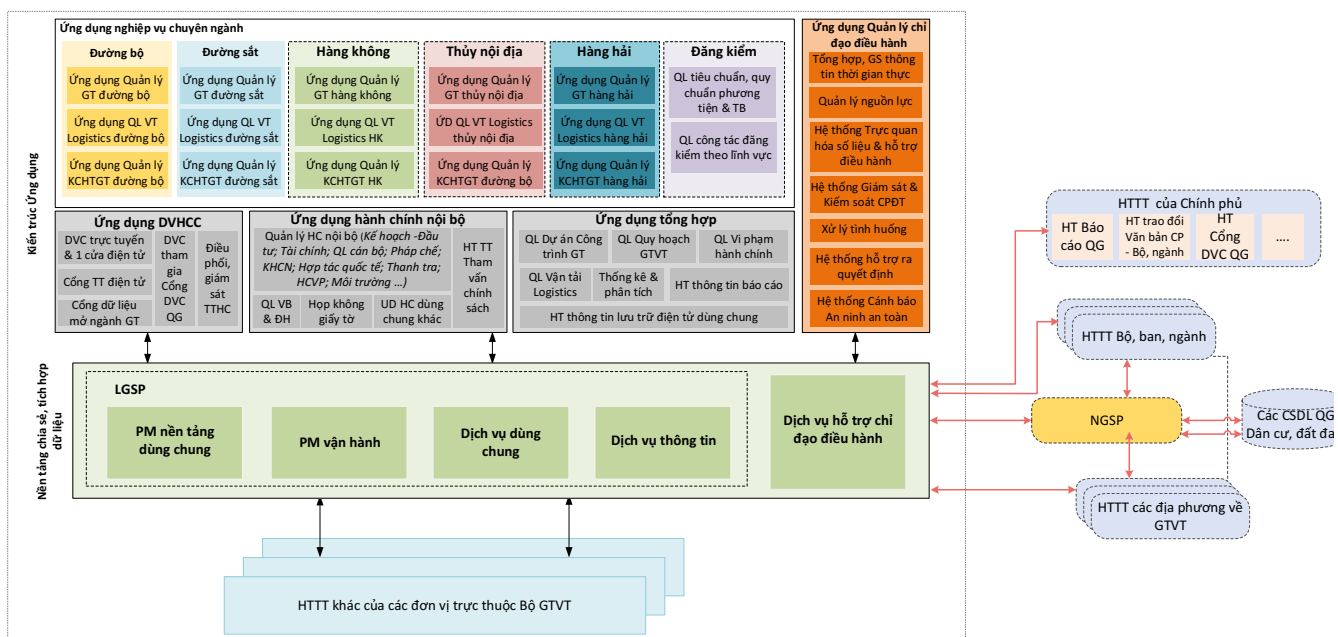 Ứng dụng nghiệp vụ chuyên ngành
Đường bộ
Ứng dụng Quản lý
GT đường bộ
Ứng dụng QL VT
Logistics đường bộ
Ứng dụng Quản lý
KCHTGT đường bộ
Đường sắt
Ứng dụng Quản lý
GT đường sắt
Ứng dụng QL VT
Logistics đường sắt
Ứng dụng Quản lý
KCHTGT đường sắt
Hàng không
Ứng dụng Quản lý
GT hàng không
Ứng dụng QL VT
Logistics HK
Ứng dụng Quản lý
KCHTGT HK
Thủy nội địa
Ứng dụng Quản lý
GT thủy nội địa
ỨD QL VT Logistics
thủy nội địa
Ứng dụng Quản lý
KCHTGT đường bộ
Hàng hải
Ứng dụng Quản lý
GT hàng hải
Ứng dụng QL VT
Logistics hàng hải
Ứng dụng Quản lý
KCHTGT hàng hải
Đăng kiểm
QL tiêu chuẩn, quy
chuẩn phương
tiện & TB
QL công tác đăng
kiểm theo lĩnh vực
Ứng dụng Quản lý chỉ
đạo điều hành
Tổng hợp, GS thông
tin thời gian thực
Quản lý nguồn lực
Hệ thống Trực quan
hóa số liệu & hỗ trợ
điều hành
Hệ thống Giám sát &
Kiểm soát CPĐT
Xử lý tình huống
Hệ thống hỗ trợ ra
quyết định
Hệ thống Cảnh báo
An ninh an toàn
Kiến trúc Ứng dụng
Ứng dụng DVHCC
DVC trực tuyến
& 1 cửa điện tử
Cổng TT điện tử
Cổng dữ liệu
mở ngành GT
DVC
tham
gia
Cổng
DVC
QG
Điều
phối,
giám
sát
TTHC
Ứng dụng hành chính nội bộ
Quản lý HC nội bộ (Kế hoạch -Đầu
tư; Tài chính; QL cán bộ; Pháp chế;
KHCN; Hợp tác quốc tế; Thanh tra;
HCVP; Môi trường ...)
QL VB
& ĐH
Họp không
giấy tờ
UD HC dùng
chung khác
HT TT
Tham
vấn
chính
sách
Ứng dụng tổng hợp
QL Dự án Công
trình GT
QL Quy hoạch
GTVT
QL Vi phạm
hành chính
QL Vận tải
Logistics
Thống kê &
phân tích
HT thông tin báo cáo
HT thông tin lưu trữ điện tử dùng chung
Nền tảng chia sẻ, tích hợp
dữ liệu
LGSP
PM nền tảng
dùng chung
PM vận hành
Dịch vụ dùng
chung
Dịch vụ thông tin
Dịch vụ hỗ trợ chỉ
đạo điều hành
HTTT khác của các đơn vị trực thuộc Bộ GTVT
HTTT của Chính phủ
HT Báo
cáo QG
HT trao đổi
Văn bản CP
- Bộ, ngành
HT
Cổng
DVC QG
....
HTTT Bộ, ban, ngành
NGSP
Các CSDL QG
Dân cư, đất đa
HTTT các địa phương về
GTVT